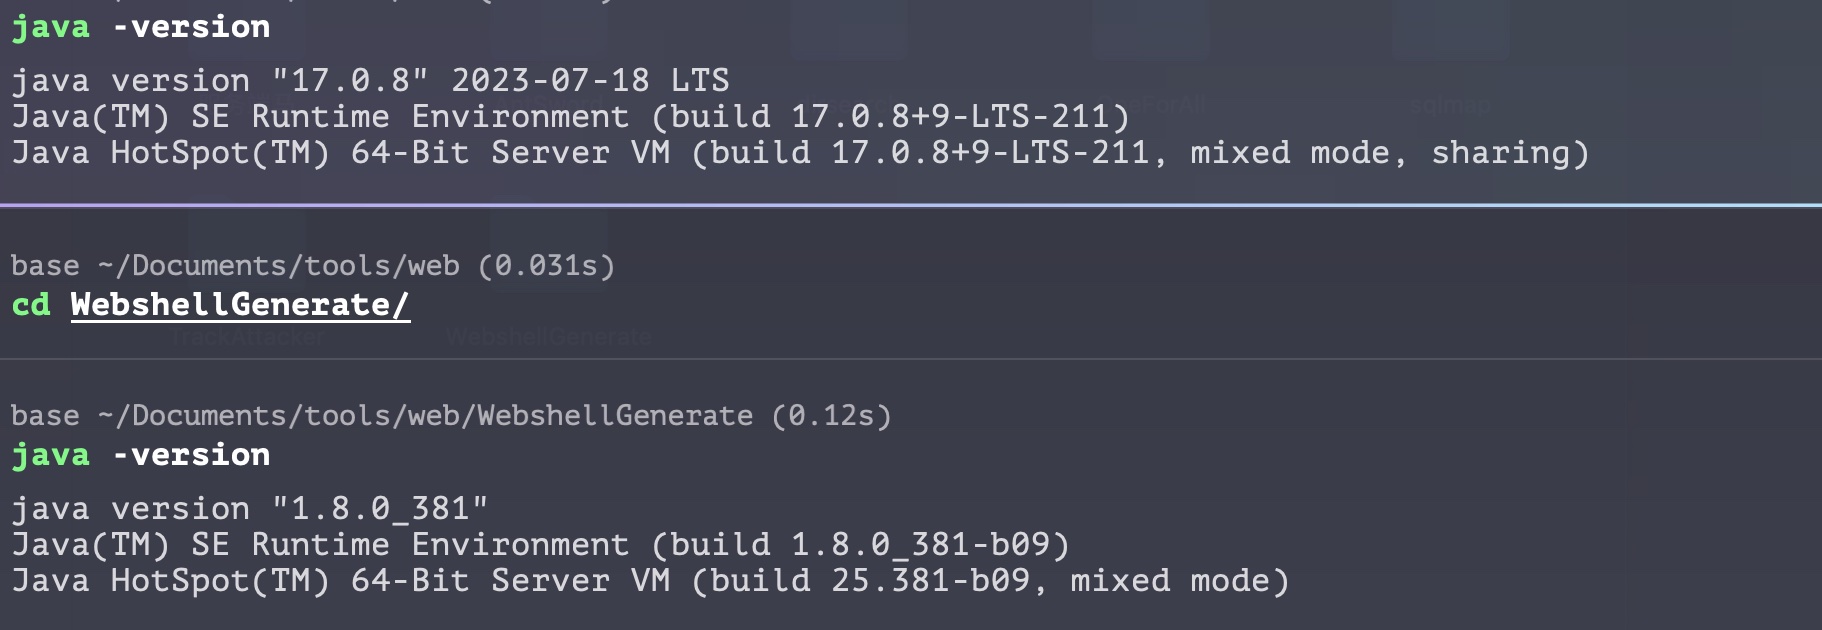 java -version
java version "17.0.8" 2023-07-18 LTS
Java(TM) SE Runtime Environment (build 17.0.8+9-LTS-211)
Java HotSpot(TM) 64-Bit Server VM (build 17.0.8+9-LTS-211, mixed mode, sharing)
base ~/Documents/tools/web (0.031s)
cd WebshellGenerate/
TrackAttacker WebshellGenerate
base ~/Documents/tools/web/WebshellGenerate (0.12s)
java -version
java version "1.8.0_381"
Java(TM) SE Runtime Environment (build 1.8.0_381-b09)
Java HotSpot(TM) 64-Bit Server VM (build 25.381-b09, mixed mode)